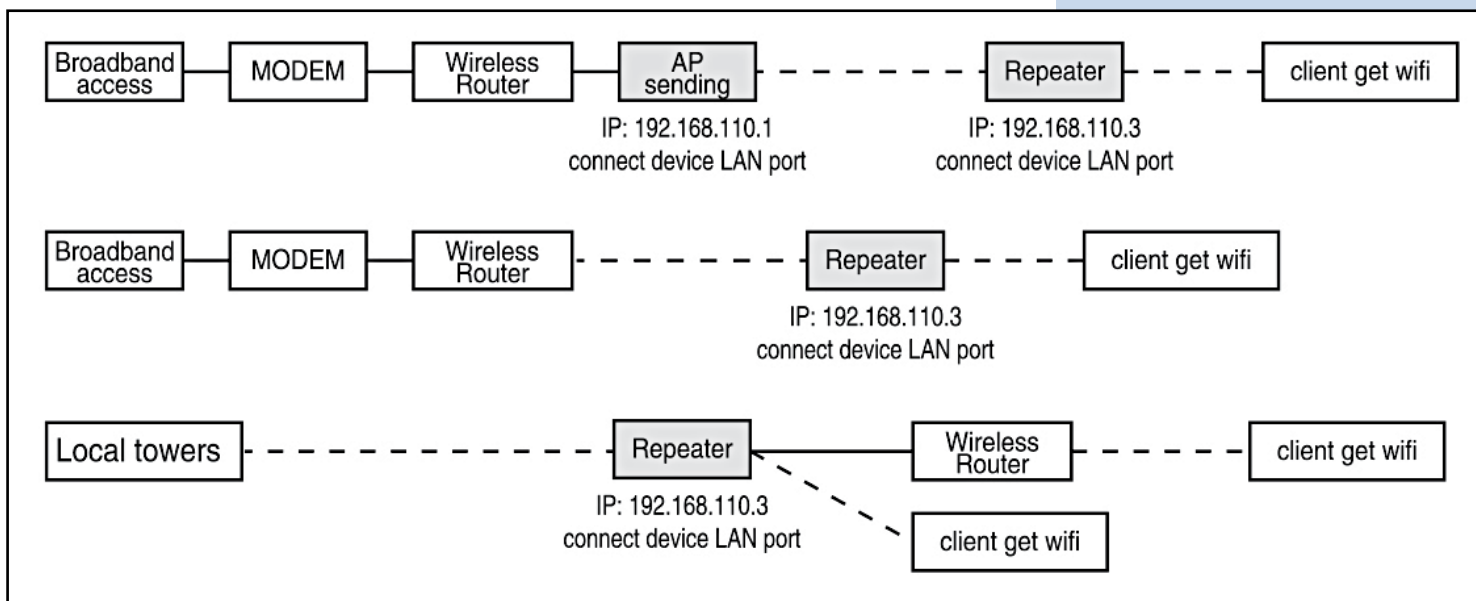 Broadband
access
MODEM
Wireless
Router
AP
sending
Repeater
client get wifi
IP: 192.168.110.1
connect device LAN port
IP: 192.168.110.3
connect device LAN port
Broadband
access
MODEM
Wireless
Router
Repeater
client get wifi
IP: 192.168.110.3
connect device LAN port
Local towers
Repeater
Wireless
Router
client get wifi
IP: 192.168.110.3
connect device LAN port
client get wifi